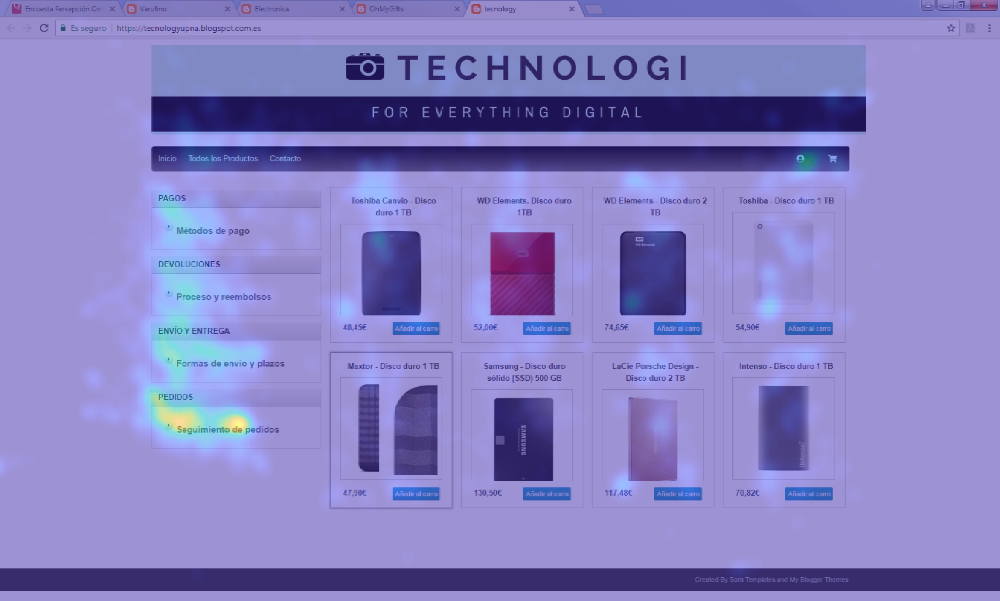 Encuesta Percepción Onl
Varufino
Electronica
OhMyGifts
tecnology
Es seguro
https://tecnologyupna.blogspot.com.es
TECHNOLOGI
FOR EVERYTHING DIGITAL
Inicio
Todos los Productos
Contacto
PAGOS
Métodos de pago
DEVOLUCIONES
Proceso y reembolsos
ENVÍO Y ENTREGA
Formas de envío y plazos
PEDIDOS
Seguimiento de pedidos
Toshiba Canvio - Disco
duro 1 TB
TOSHIBA
48,45€
Añadir al carro
WD Elements. Disco duro
1TB
WD
52,00€
Añadir al carro
WD Elements - Disco duro 2
TB
WD
WD Elements
74,65€
Añadir al carro
Toshiba - Disco duro 1 TB
54,90€
Añadir al carro
Maxtor - Disco duro 1 TB
47,90€
Añadir al carro
Samsung - Disco duro
sólido (SSD) 500 GB
SAMSUNG
130,50€
Añadir al carro
LaCie Porsche Design -
Disco duro 2 TB
117,48€
Añadir al carro
Intenso - Disco duro 1 TB
(intenso)
70,82€
Añadir al carro
Created By Sora Templates and My Blogger Themes